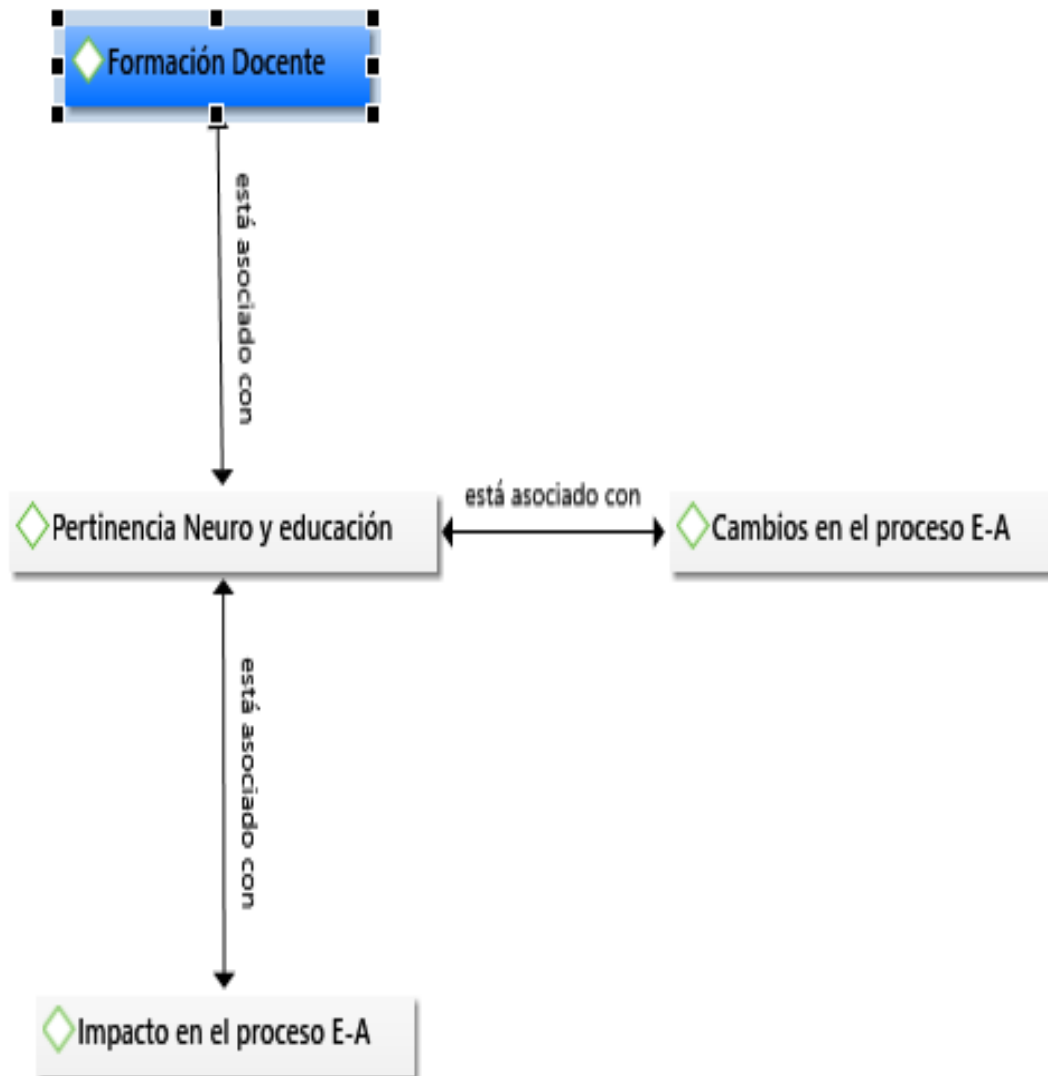 Formación Docente
está asociado con
Pertinencia Neuro y educación
está asociado con
Cambios en el proceso E-A
está asociado con
Impacto en el proceso E-A